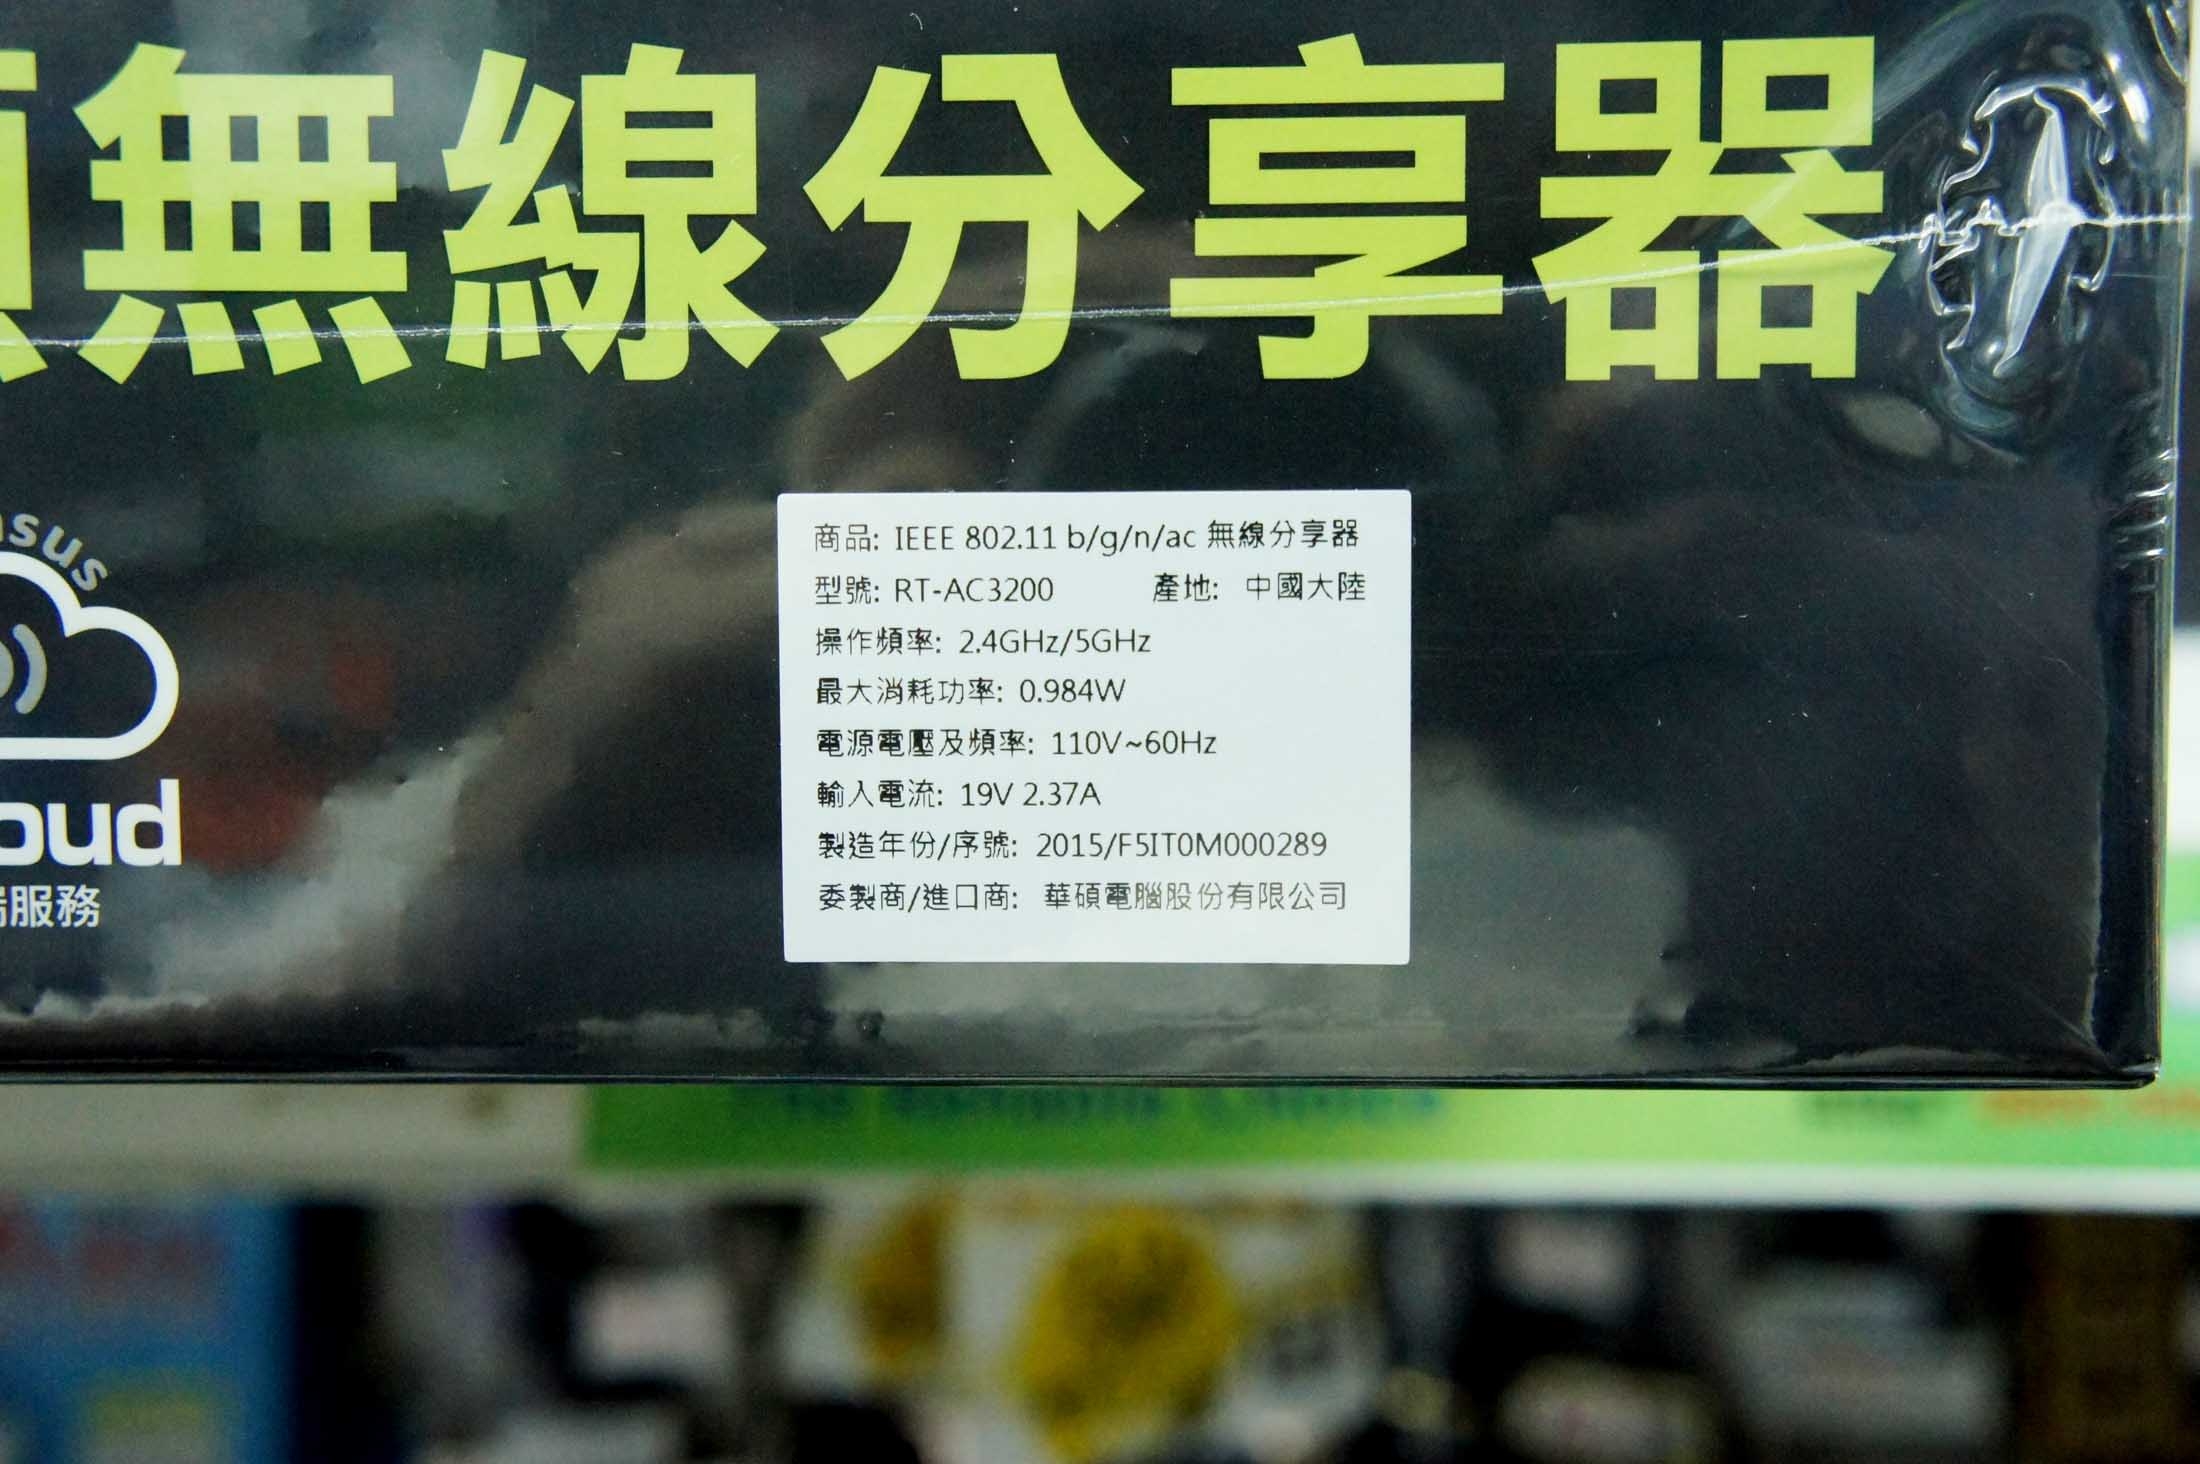 無線分享器
商品: IEEE 802.11 b/g/n/ac 無線分享器
型號: RT-AC3200 產地: 中國大陸
操作頻率: 2.4GHz/5GHz
最大消耗功率: 0.984W
電源電壓及頻率: 110V~60Hz
輸入電流: 19V 2.37A
製造年份/序號: 2015/F5IT0M000289
委製商/進口商: 華碩電腦股份有限公司
sus
oud
服務